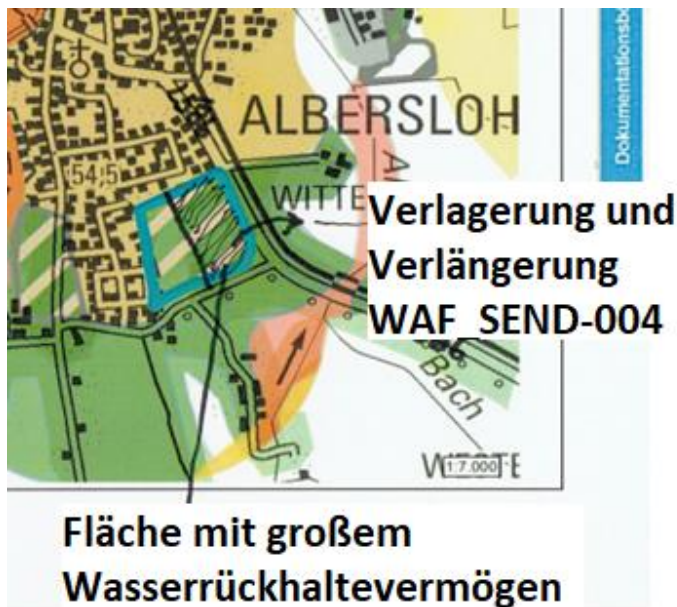 Dokumentationsbo
ALBERSLOH
54,5
WITTE
Verlagerung und
Verlängerung
WAF_SEND-004
Bach
1:7.000
Fläche mit großem
Wasserrückhaltevermögen